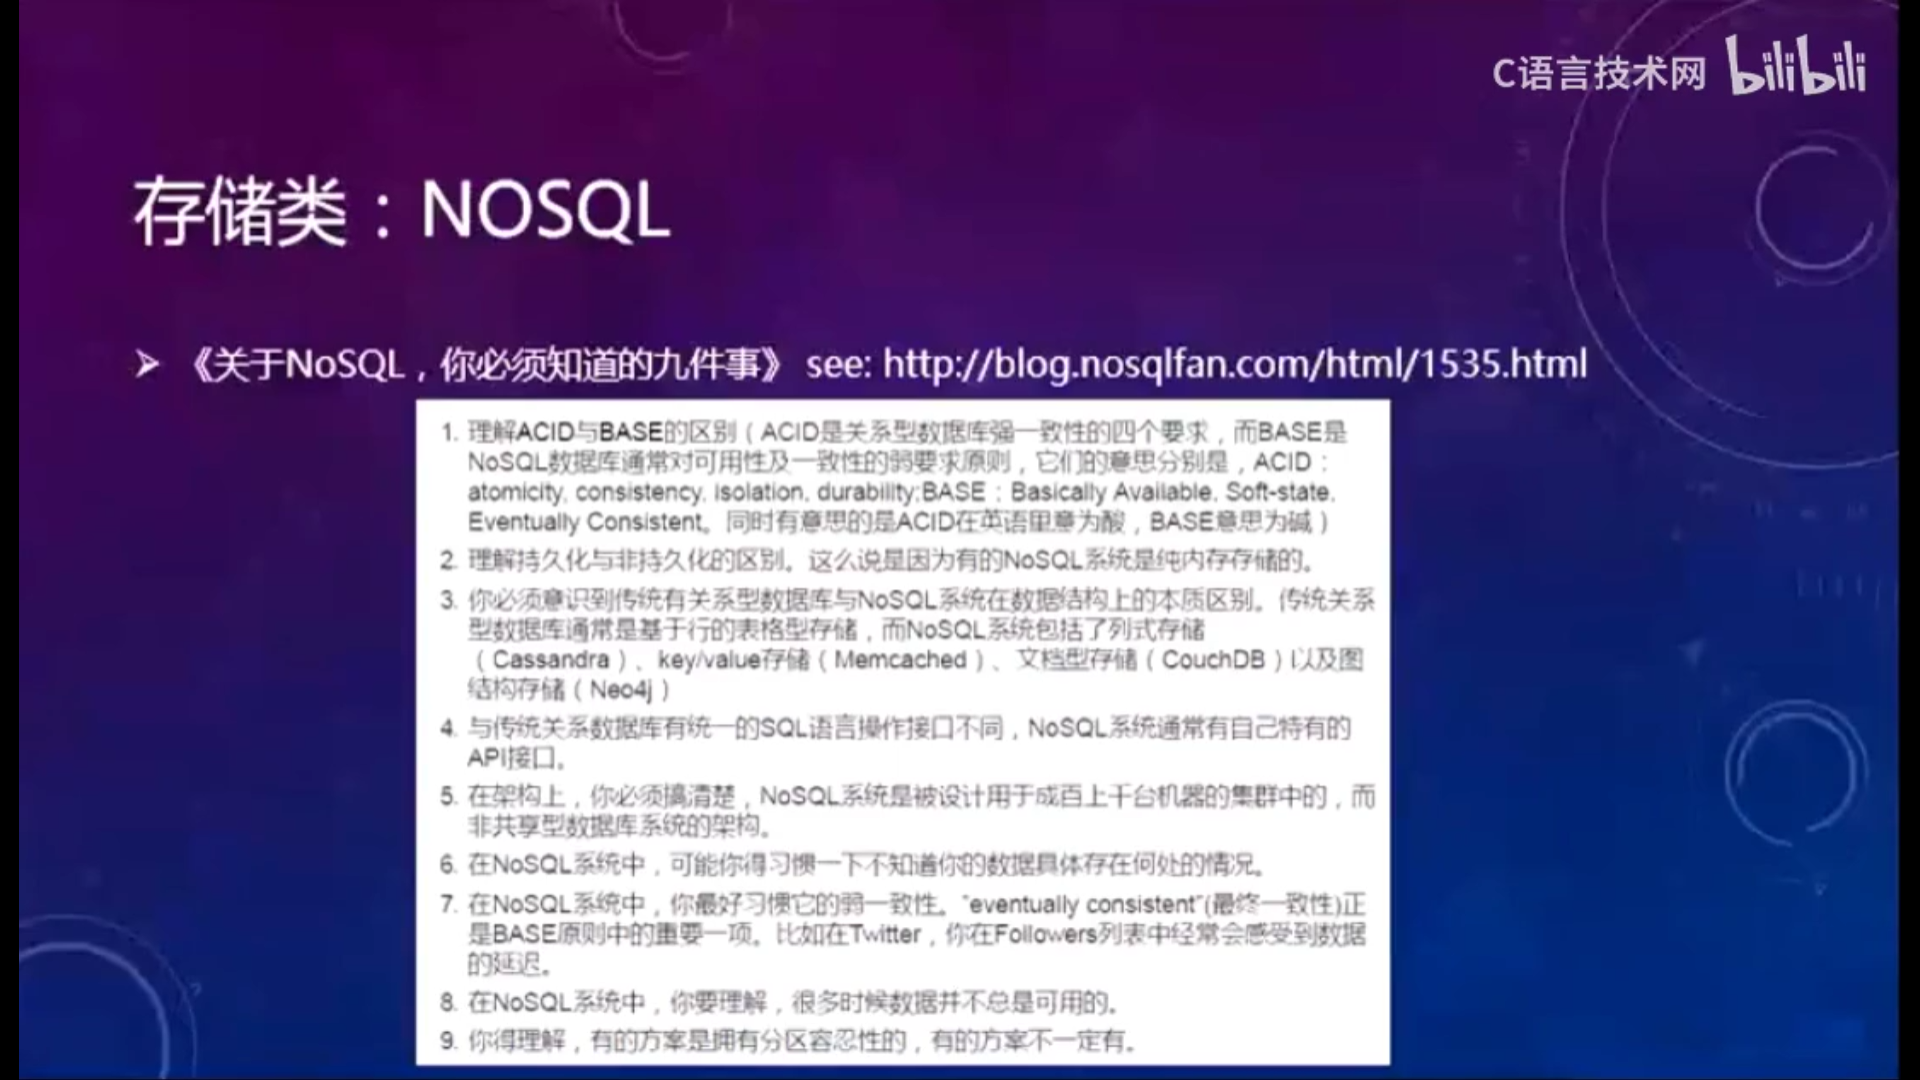 C语言技术网 bilibili
存储类：NOSQL
➢ 《关于NoSQL，你必须知道的九件事》 see: http://blog.nosqlfan.com/html/1535.html
1. 理解ACID与BASE的区别（ACID是关系型数据库强一致性的四个要求，而BASE是
NoSQL数据库通常对可用性及一致性的弱要求原则，它们的意思分别是，ACID：
atomicity, consistency, isolation, durability;BASE：Basically Available, Soft-state,
Eventually Consistent。同时有意思的是ACID在英语里意为酸，BASE意思为碱）
2. 理解持久化与非持久化的区别。这么说是因为有的NoSQL系统是纯内存存储的。
3. 你必须意识到传统有关系型数据库与NoSQL系统在数据结构上的本质区别。传统关系
型数据库通常是基于行的表格型存储，而NoSQL系统包括了列式存储
（Cassandra）、key/value存储（Memcached）、文档型存储（CouchDB）以及图
结构存储（Neo4j）
4. 与传统关系数据库有统一的SQL语言操作接口不同，NoSQL系统通常有自己特有的
API接口。
5. 在架构上，你必须搞清楚，NoSQL系统是被设计用于成百上千台机器的集群中的，而
非共享型数据库系统的架构。
6. 在NoSQL系统中，可能你得习惯一下不知道你的数据具体存在何处的情况。
7. 在NoSQL系统中，你最好习惯它的弱一致性。"eventually consistent"(最终一致性)正
是BASE原则中的重要一项。比如在Twitter，你在Followers列表中经常会感受到数据
的延迟。
8. 在NoSQL系统中，你要理解，很多时候数据并不总是可用的。
9. 你得理解，有的方案是拥有分区容忍性的，有的方案不一定有。